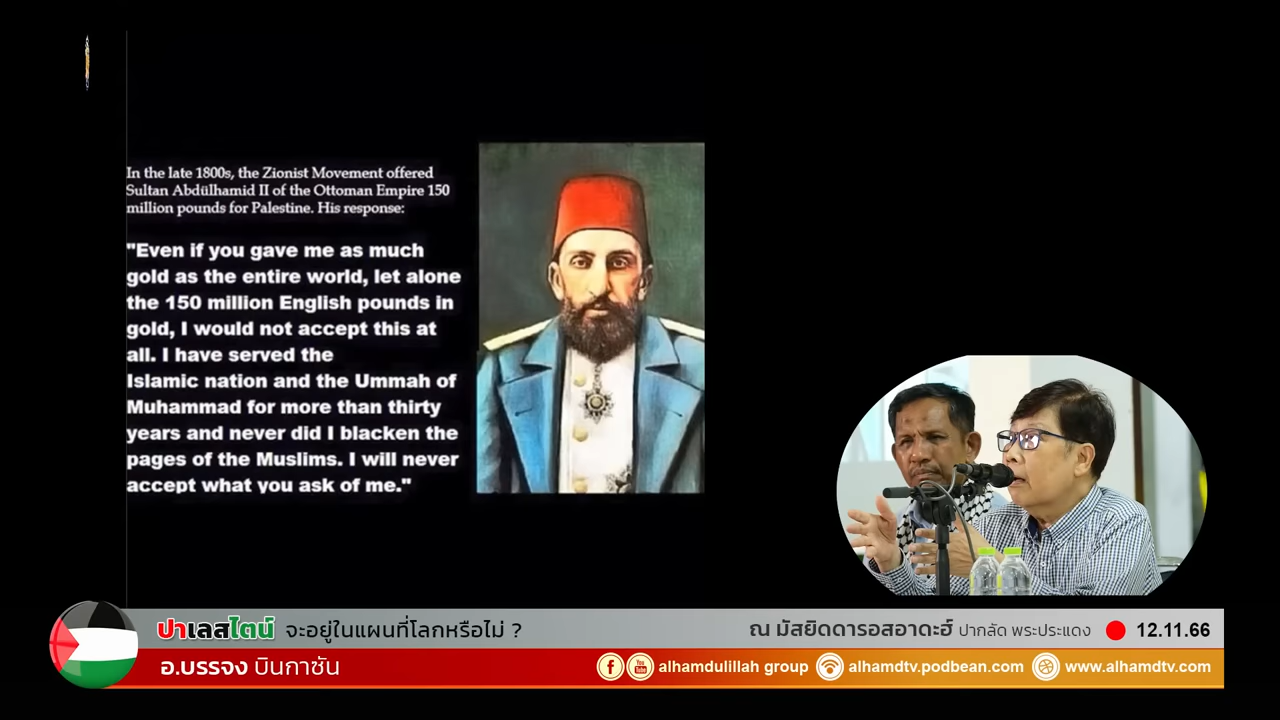 In the late 1800s, the Zionist Movement offered
Sultan Abdülhamid II of the Ottoman Empire 150
million pounds for Palestine. His response:
"Even if you gave me as much
gold as the entire world, let alone
the 150 million English pounds in
gold, I would not accept this at
all. I have served the
Islamic nation and the Ummah of
Muhammad for more than thirty
years and never did I blacken the
pages of the Muslims. I will never
accept what you ask of me."
ปาเลสไตน์ จะอยู่ในแผนที่โลกหรือไม่ ?
ณ มัสยิดดารอสอาดะฮ์ ปากลัด พระประแดง 12.11.66
อ.บรรจง บินกาซัน
alhamdulillah group alhamdtv.podbean.com www.alhamdtv.com